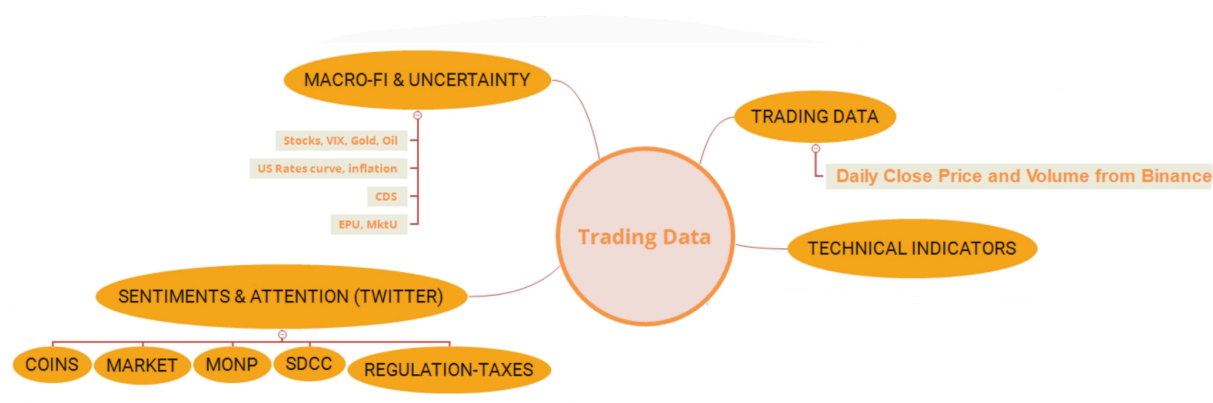 MACRO-FI & UNCERTAINTY
Stocks, VIX, Gold, Oil
US Rates curve, inflation
CDS
EPU, MktU
TRADING DATA
Daily Close Price and Volume from Binance
Trading Data
TECHNICAL INDICATORS
SENTIMENTS & ATTENTION (TWITTER)
COINS
MARKET
MONP
SDCC
REGULATION-TAXES